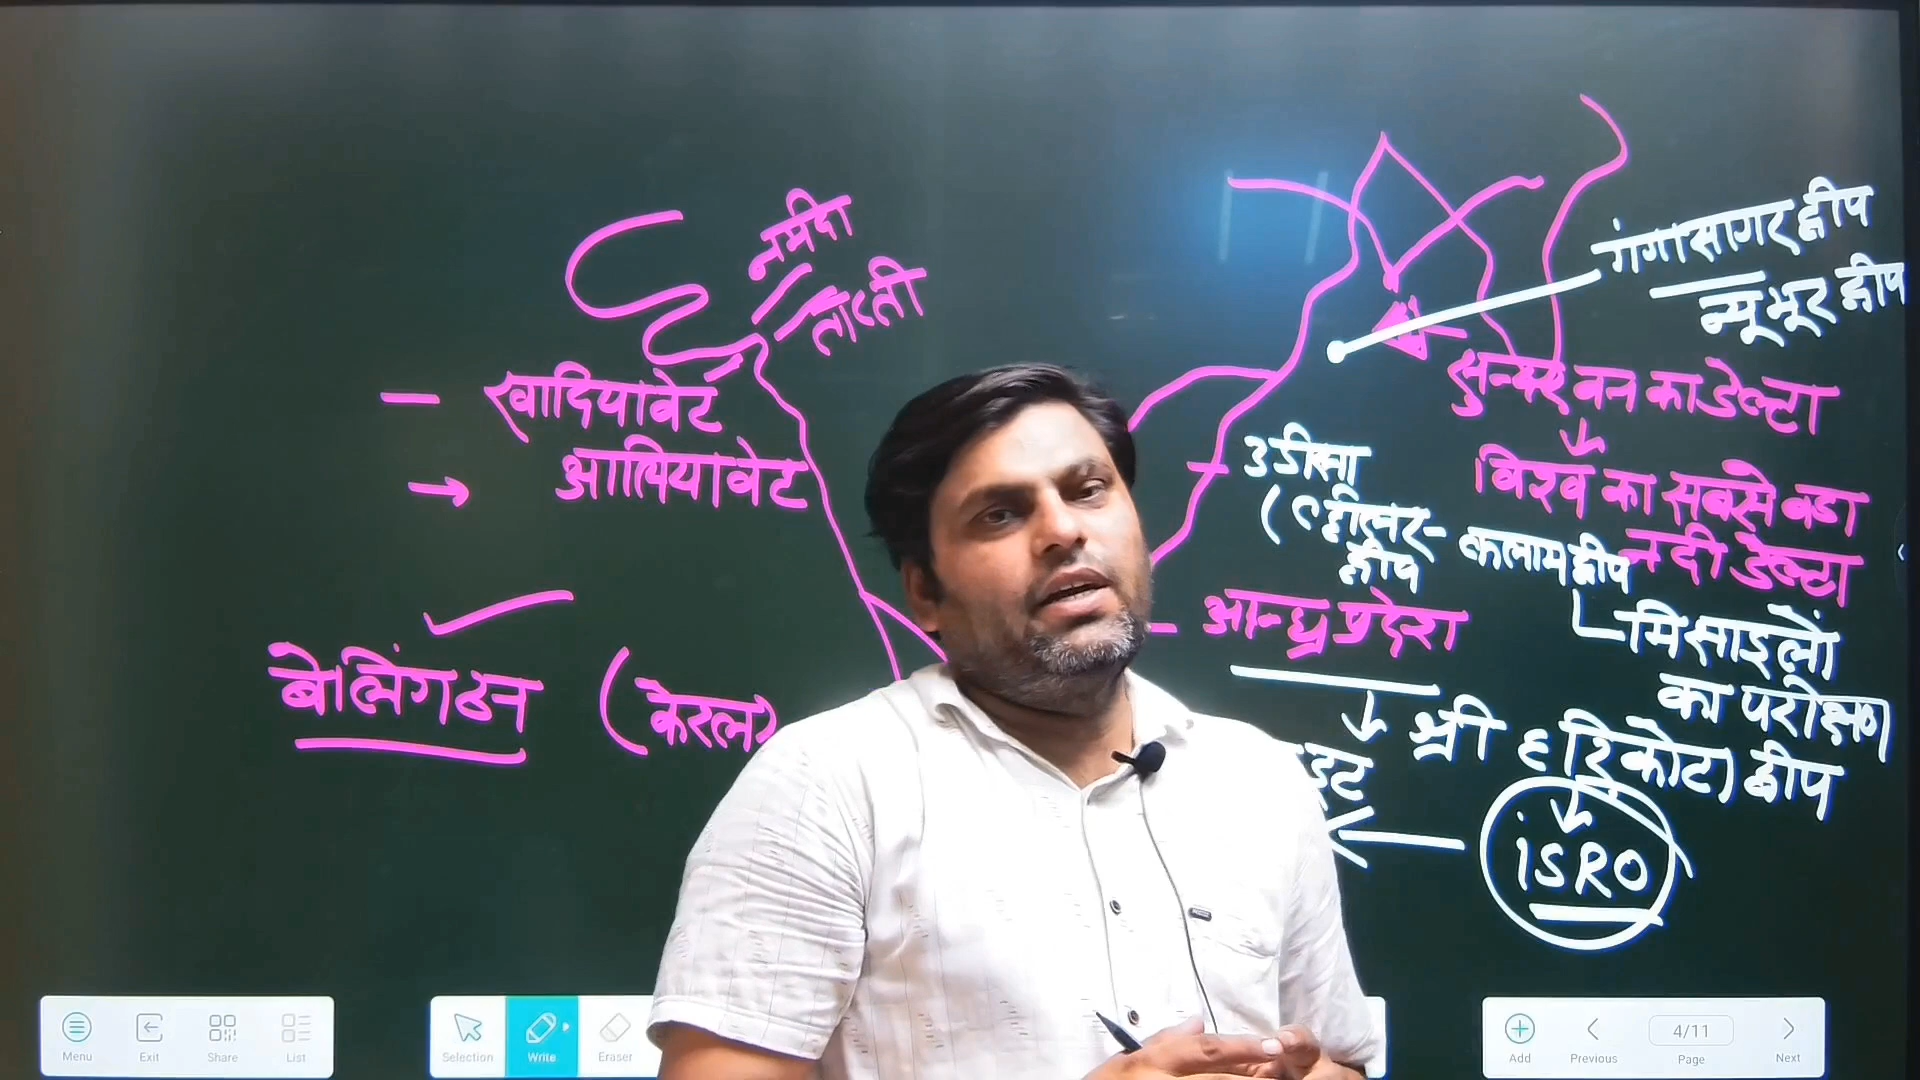 नर्मदा
ताप्ती
- खादियावेट
→ आलियावेट
बेलिंगठन (केरल)
गंगासागर द्वीप
न्यूमूर द्वीप
सुन्दर वन का डेल्टा
विश्व का सबसे बडा
नदी डेल्टा
उडीसा
(व्हीलर - कलाम द्वीप
द्वीप
मिसाइलों
का परीक्षण
आन्ध्र प्रदेश
श्री हरिकोटा द्वीप
iSRO
Menu
Exit
Share
List
Selection
Write
Eraser
Add
Previous
4/11
Page
Next